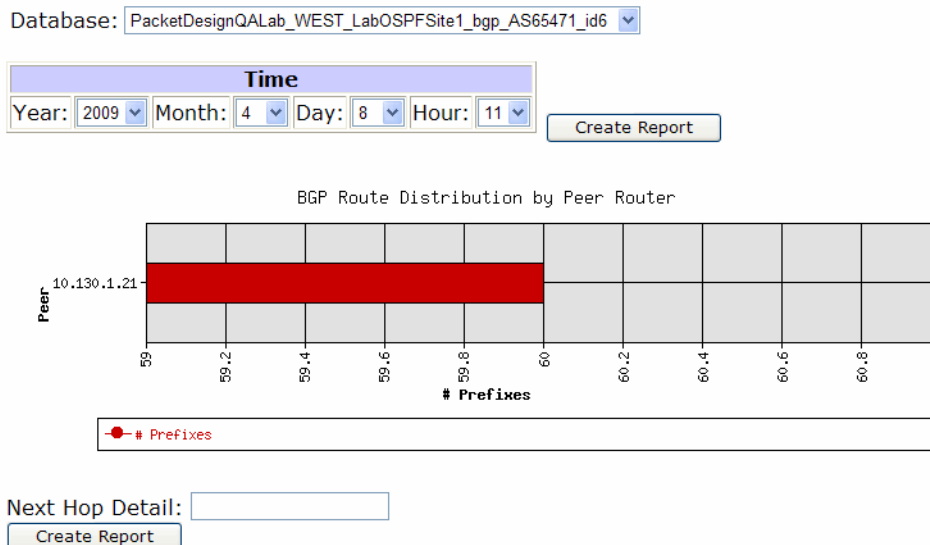 Database: PacketDesignQALab_WEST_LabOSPFSite1_bgp_AS65471_id6
Time
Year: 2009 Month: 4 Day: 8 Hour: 11
Create Report
BGP Route Distribution by Peer Router
Peer
10.130.1.21
59 59.2 59.4 59.6 59.8 60 60.2 60.4 60.6 60.8
# Prefixes
# Prefixes
Next Hop Detail:
Create Report